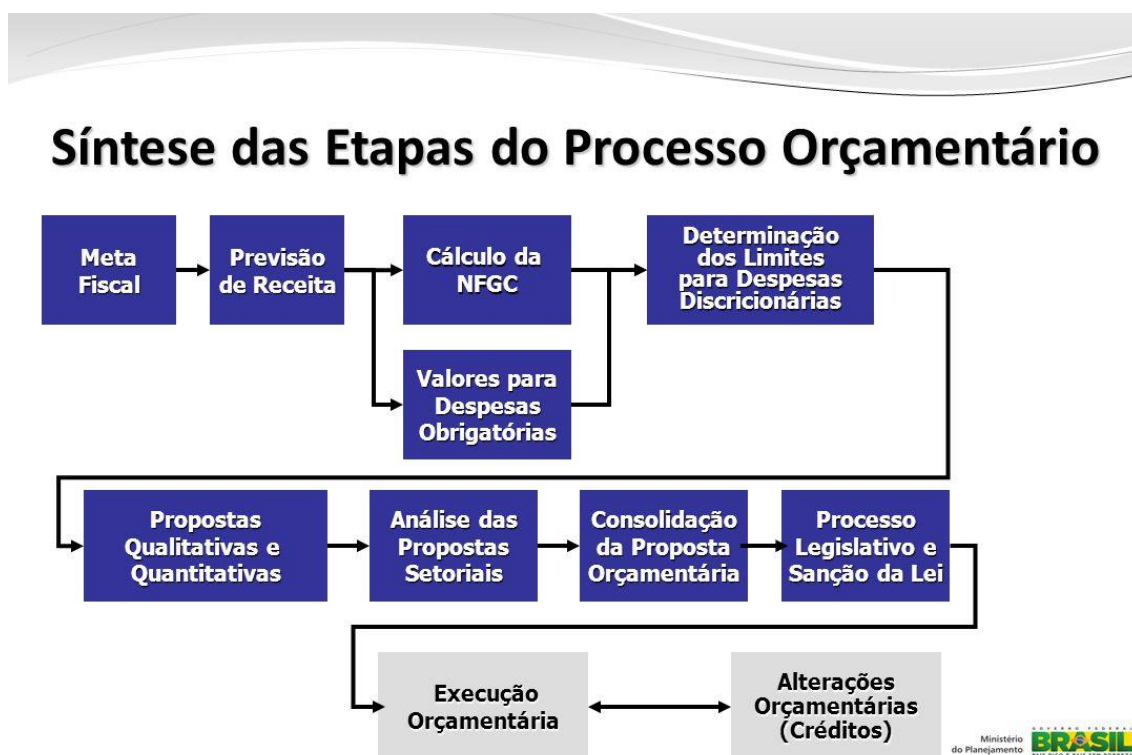 Síntese das Etapas do Processo Orçamentário
Meta
Fiscal
Previsão
de Receita
Cálculo da
NFGC
Determinação
dos Limites
para Despesas
Discricionárias
Valores para
Despesas
Obrigatórias
Propostas
Qualitativas e
Quantitativas
Análise das
Propostas
Setoriais
Consolidação
da Proposta
Orçamentária
Processo
Legislativo e
Sanção da Lei
Execução
Orçamentária
Alterações
Orçamentárias
(Créditos)
Ministério
do Planejamento
GOVERNO FEDERAL
BRASIL